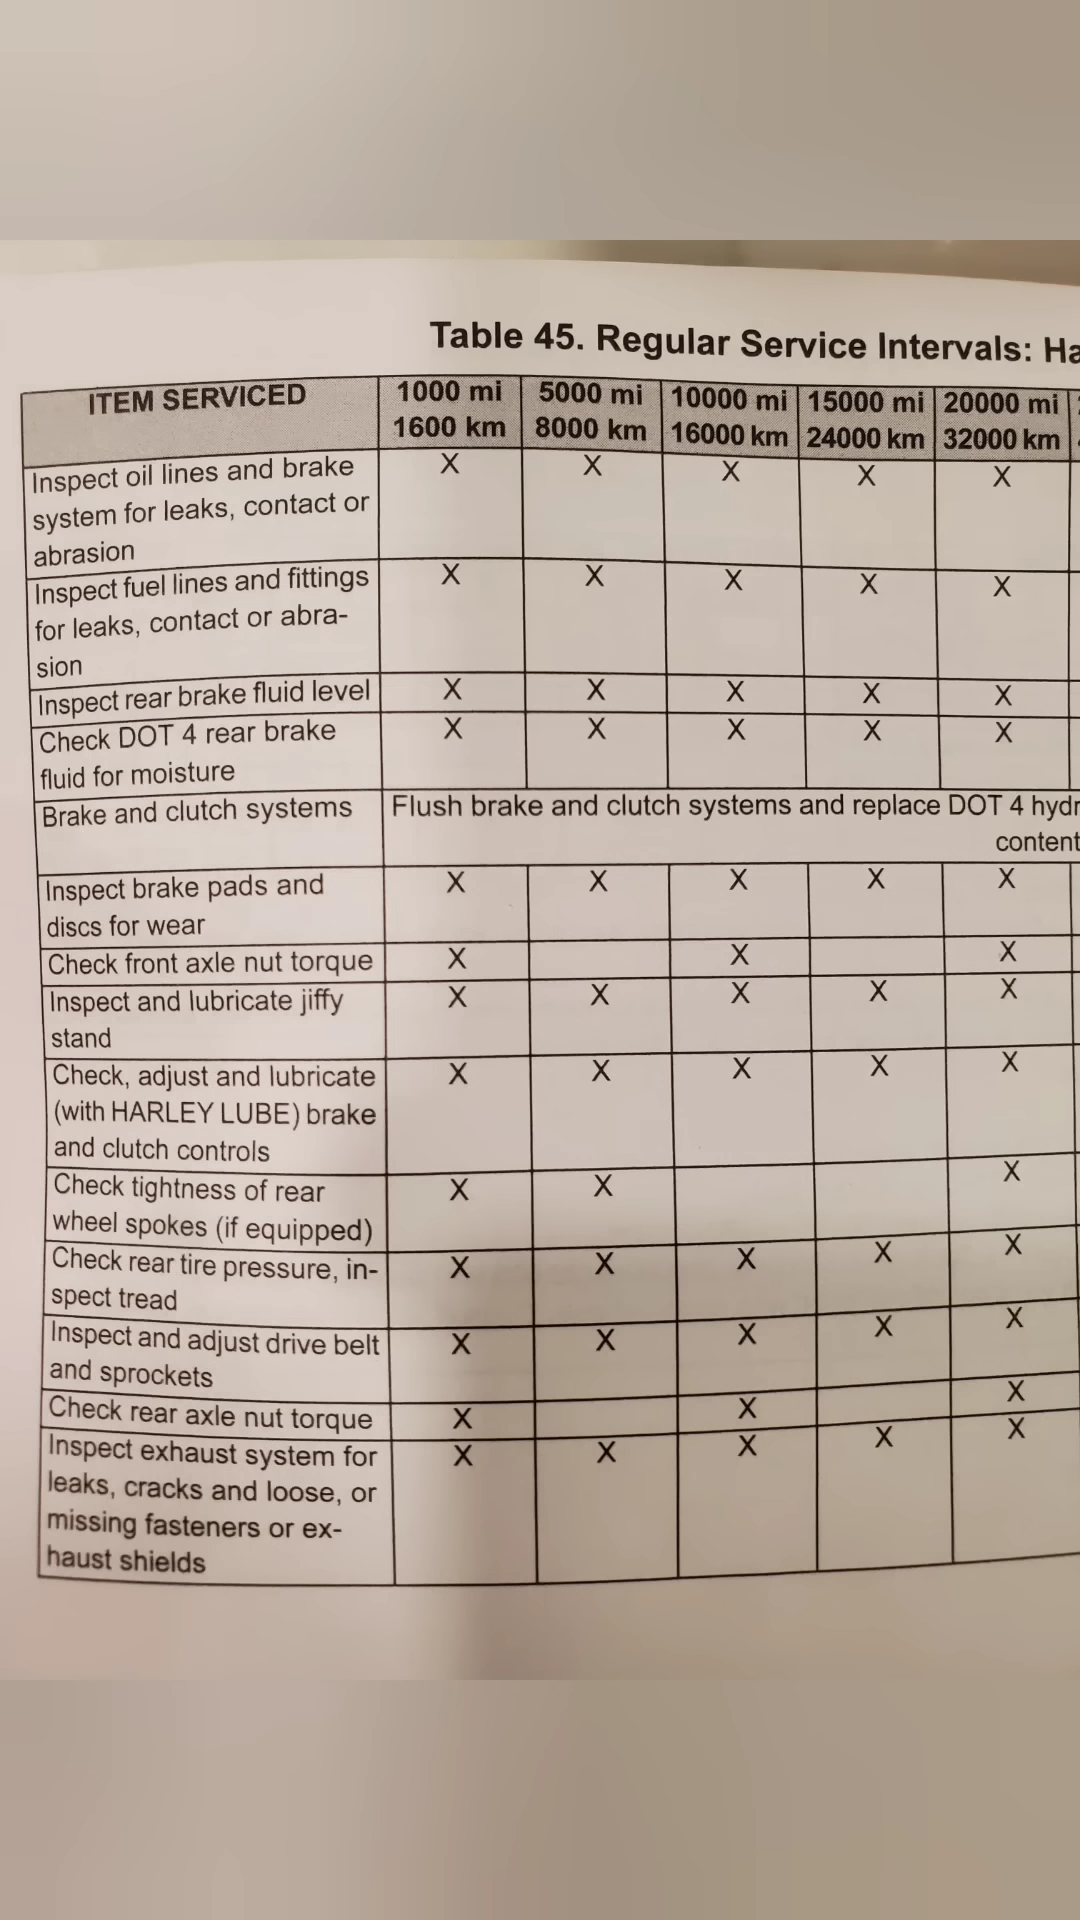 Table 45. Regular Service Intervals: Ha
ITEM SERVICED 1000 mi 5000 mi 10000 mi 15000 mi 20000 mi
1600 km 8000 km 16000 km 24000 km 32000 km
Inspect oil lines and brake X X X X X
system for leaks, contact or
abrasion
Inspect fuel lines and fittings X X X X X
for leaks, contact or abra-
sion
Inspect rear brake fluid level X X X X X
Check DOT 4 rear brake X X X X X
fluid for moisture
Brake and clutch systems Flush brake and clutch systems and replace DOT 4 hydr
content
Inspect brake pads and X X X X X
discs for wear
Check front axle nut torque X X X
Inspect and lubricate jiffy X X X X X
stand
Check, adjust and lubricate X X X X X
(with HARLEY LUBE) brake
and clutch controls
Check tightness of rear X X X
wheel spokes (if equipped)
Check rear tire pressure, in- X X X X X
spect tread
Inspect and adjust drive belt X X X X X
and sprockets
Check rear axle nut torque X X X
Inspect exhaust system for X X X X X
leaks, cracks and loose, or
missing fasteners or ex-
haust shields